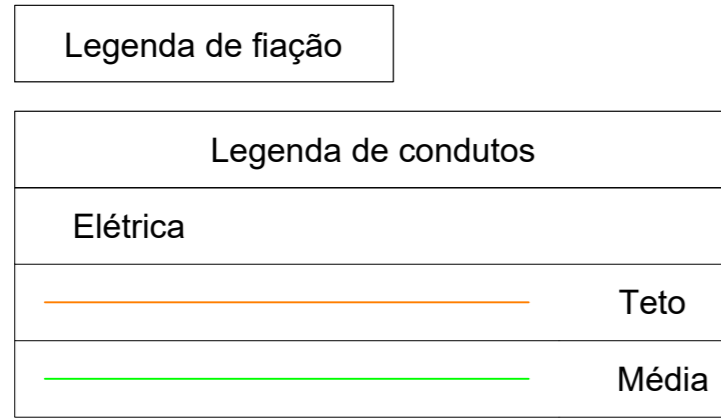 Legenda de fiação
Legenda de condutos
Elétrica
Teto
Média